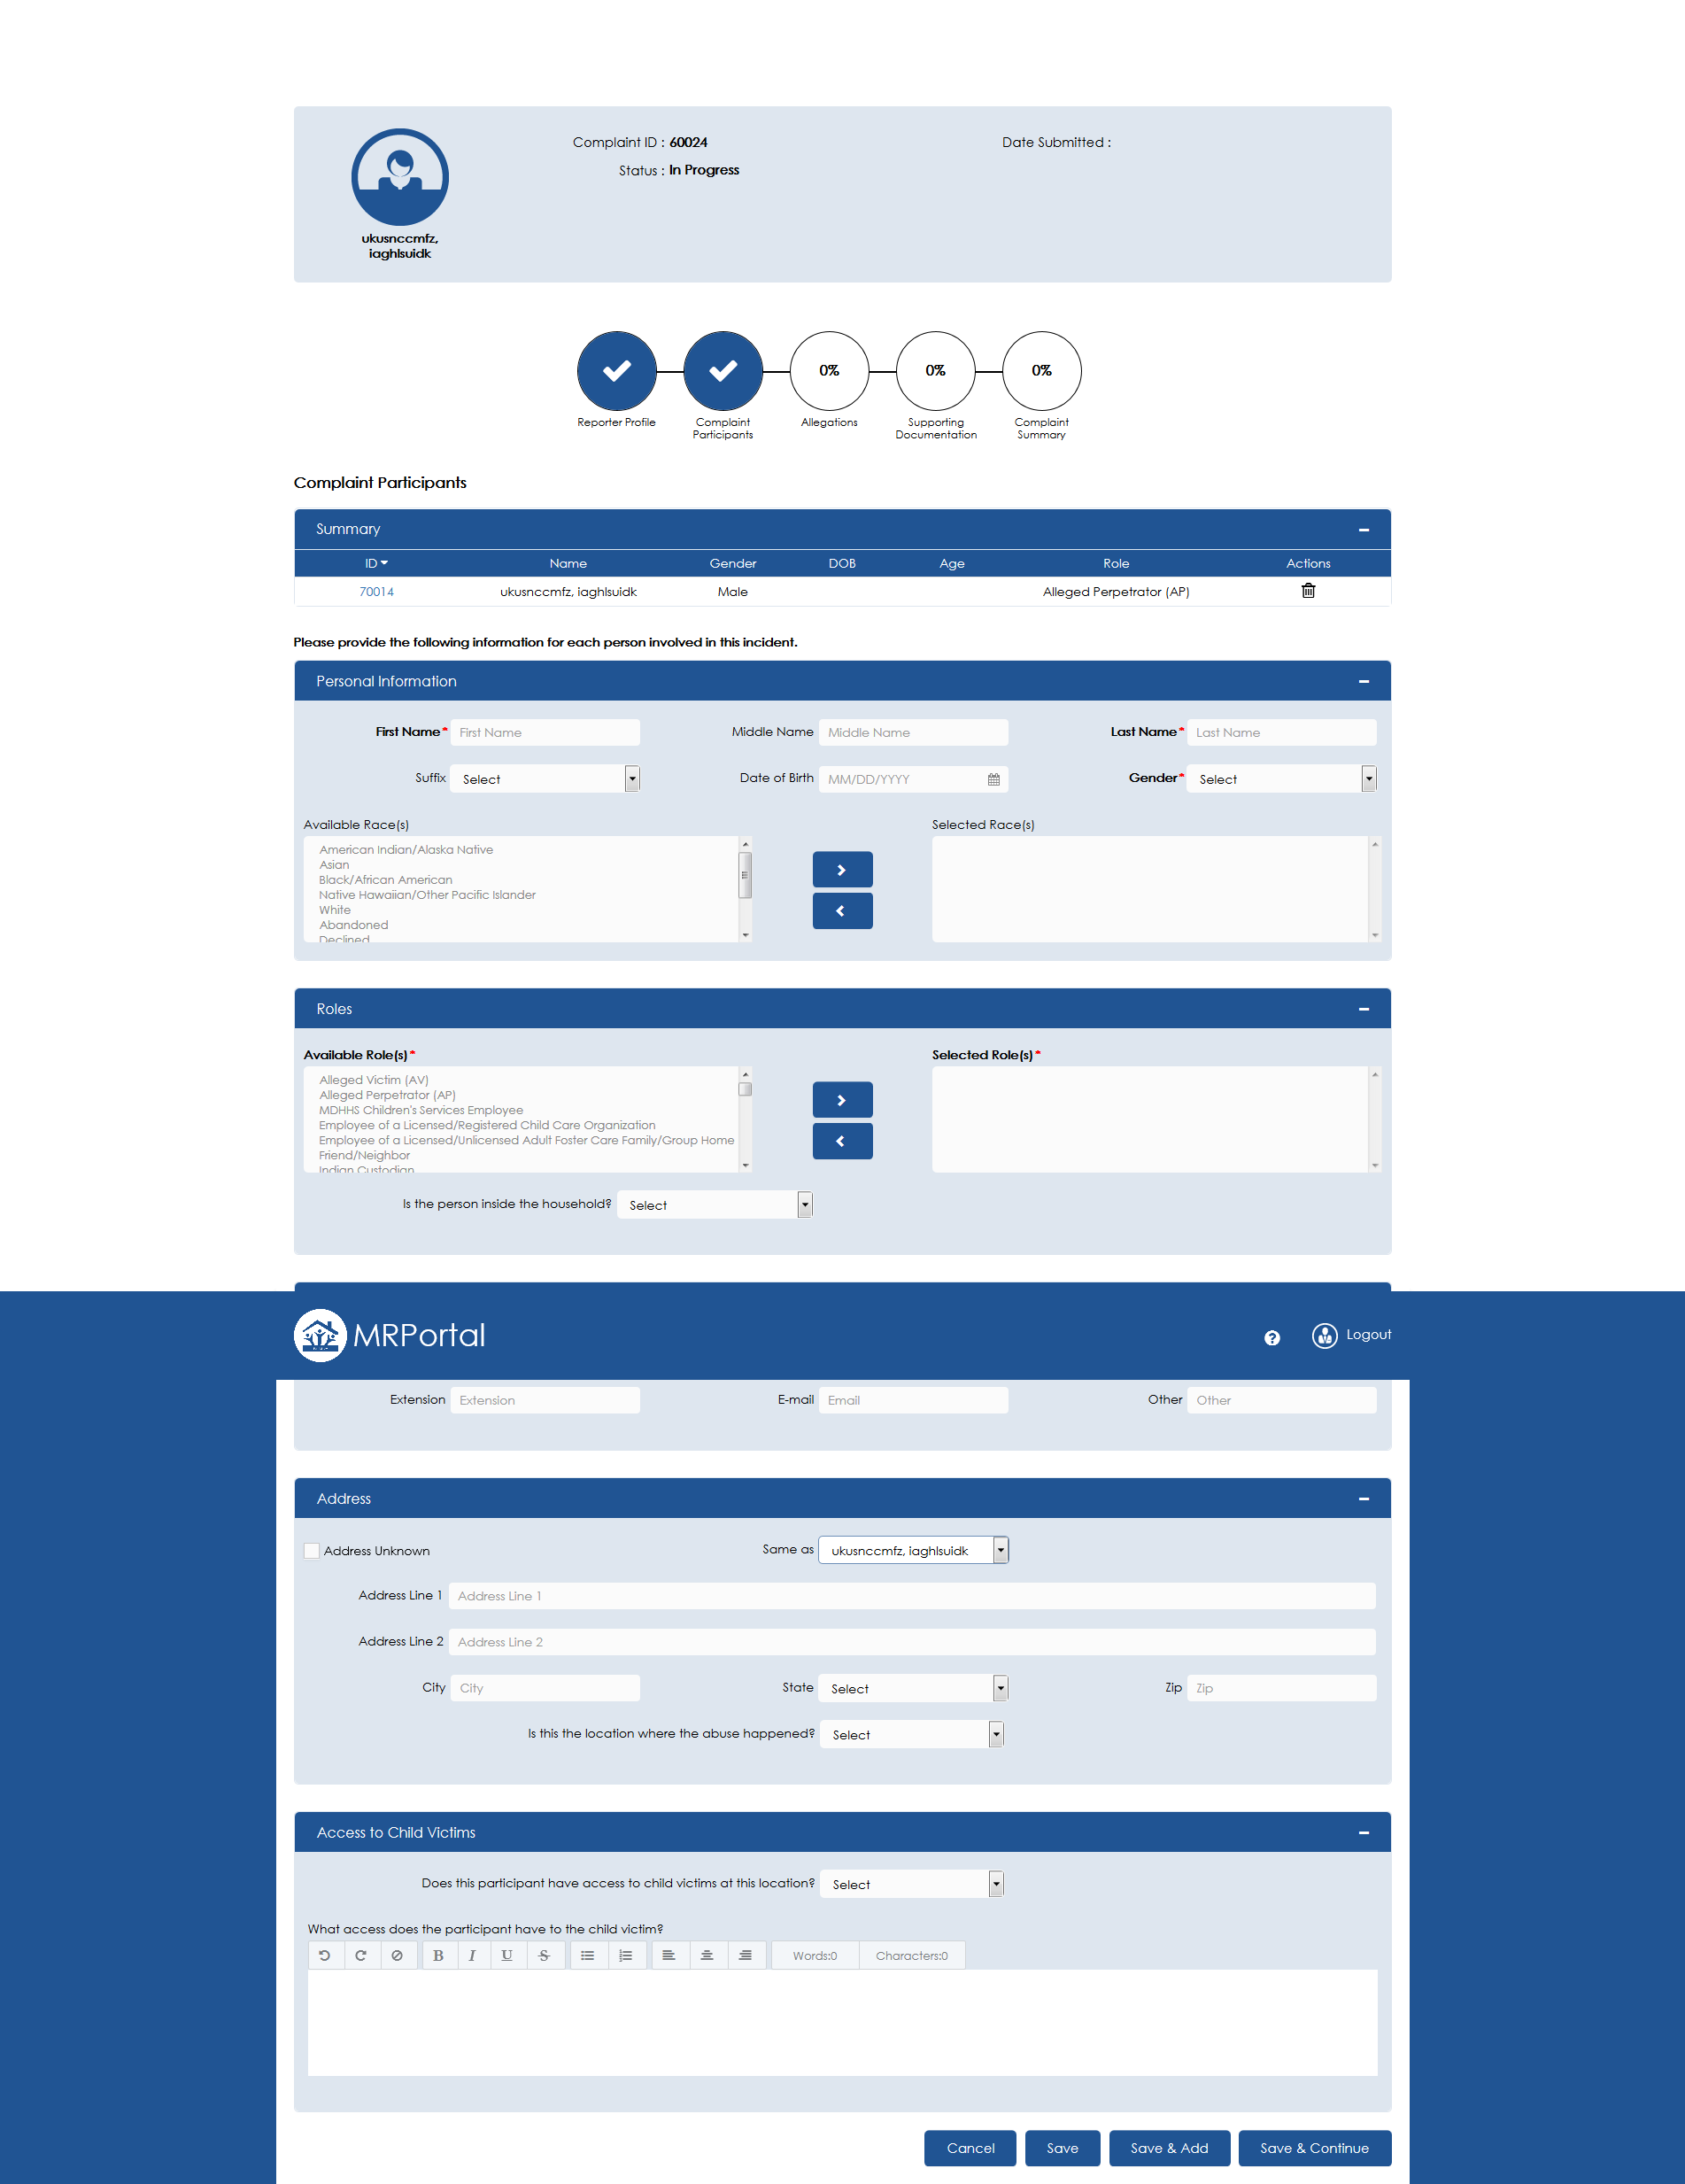 Complaint ID : 60024
Date Submitted :
Status : In Progress
ukusnccmfz,
iaghlsuidk
0%
0%
0%
Reporter Profile
Complaint
Participants
Allegations
Supporting
Documentation
Complaint
Summary
Complaint Participants
Summary
ID Name Gender DOB Age Role Actions
70014 ukusnccmfz, iaghlsuidk Male Alleged Perpetrator (AP)
Please provide the following information for each person involved in this incident.
Personal Information
First Name* First Name Middle Name Middle Name Last Name* Last Name
Suffix Select Date of Birth MM/DD/YYYY Gender* Select
Available Race(s) Selected Race(s)
American Indian/Alaska Native
Asian
Black/African American
Native Hawaiian/Other Pacific Islander
White
Abandoned
Declined
Roles
Available Role(s)* Selected Role(s)*
Alleged Victim (AV)
Alleged Perpetrator (AP)
MDHHS Children's Services Employee
Employee of a Licensed/Registered Child Care Organization
Employee of a Licensed/Unlicensed Adult Foster Care Family/Group Home
Friend/Neighbor
Indian Custodian
Is the person inside the household? Select
MRPortal
Logout
Extension Extension E-mail Email Other Other
Address
Address Unknown Same as ukusnccmfz, iaghlsuidk
Address Line 1 Address Line 1
Address Line 2 Address Line 2
City City State Select Zip Zip
Is this the location where the abuse happened? Select
Access to Child Victims
Does this participant have access to child victims at this location? Select
What access does the participant have to the child victim?
B I U S Words:0 Characters:0
Cancel Save Save & Add Save & Continue